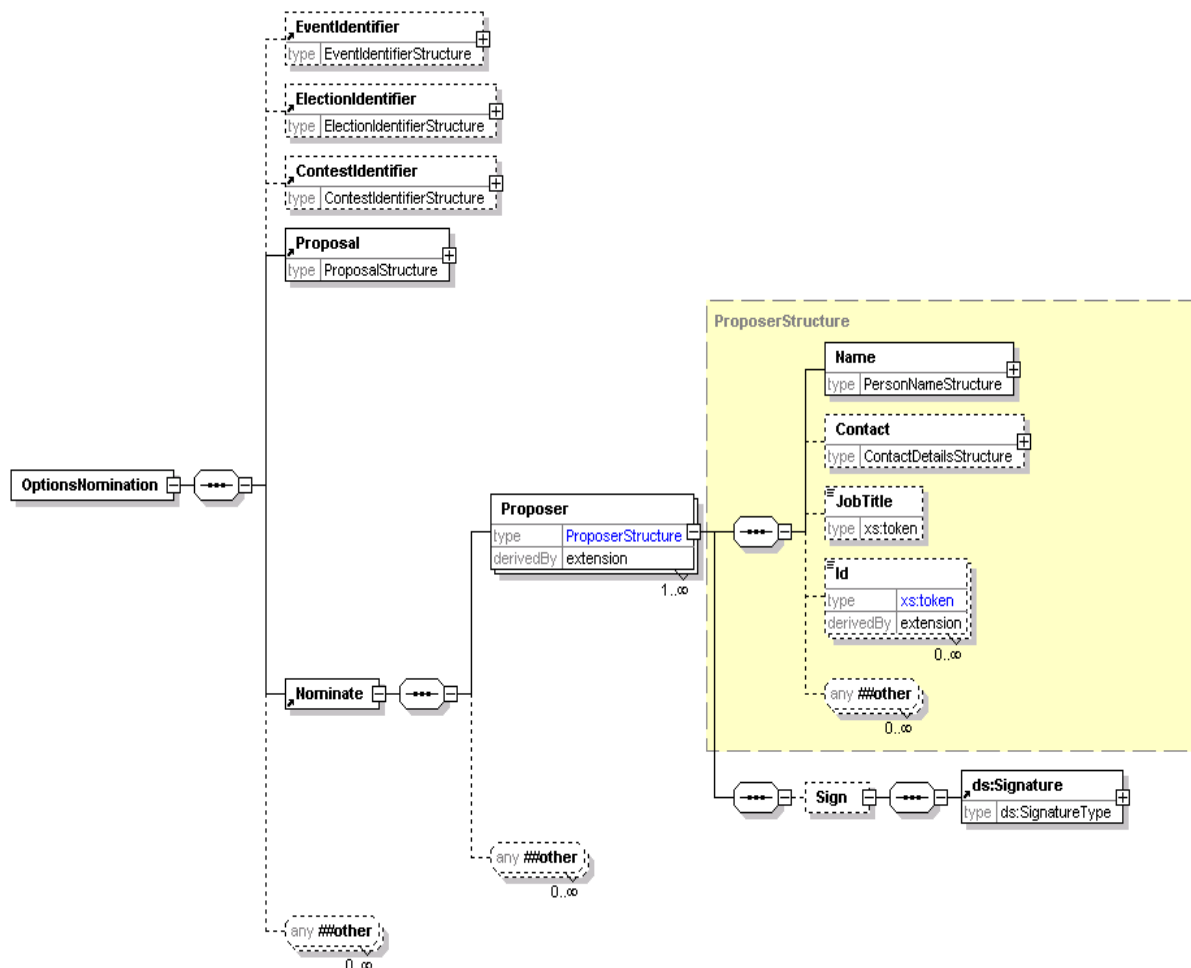 EventIdentifier
type EventIdentifierStructure
ElectionIdentifier
type ElectionIdentifierStructure
ContestIdentifier
type ContestIdentifierStructure
Proposal
type ProposalStructure
ProposerStructure
Name
type PersonNameStructure
Contact
type ContactDetailsStructure
OptionsNomination
JobTitle
type xs:token
Proposer
type ProposerStructure
derivedBy extension
1..∞
Id
type xs:token
derivedBy extension
0..∞
Nominate
any ##other
0..∞
Sign
ds:Signature
type ds:SignatureType
any ##other
0..∞
any ##other
0..∞